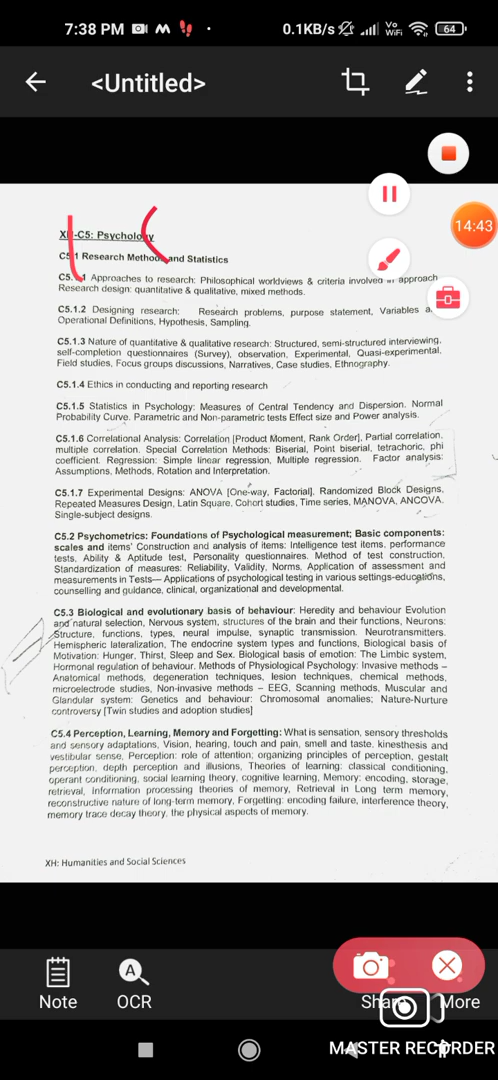 7:38 PM
0.1KB/s
Vo
WiFi
64
<Untitled>
14:43
XH-C5: Psychology
C5.1 Research Methods and Statistics
C5.1.1 Approaches to research: Philosophical worldviews & criteria involved in approach
Research design: quantitative & qualitative, mixed methods.
C5.1.2 Designing research: Research problems, purpose statement, Variables
Operational Definitions, Hypothesis, Sampling.
C5.1.3 Nature of quantitative & qualitative research: Structured, semi-structured interviewing,
self-completion questionnaires (Survey), observation, Experimental, Quasi-experimental,
Field studies, Focus groups discussions, Narratives, Case studies, Ethnography.
C5.1.4 Ethics in conducting and reporting research
C5.1.5 Statistics in Psychology: Measures of Central Tendency and Dispersion. Normal
Probability Curve. Parametric and Non-parametric tests Effect size and Power analysis.
C5.1.6 Correlational Analysis: Correlation [Product Moment, Rank Order], Partial correlation,
multiple correlation. Special Correlation Methods: Biserial, Point biserial, tetrachoric, phi
coefficient. Regression: Simple linear regression, Multiple regression. Factor analysis:
Assumptions, Methods, Rotation and Interpretation.
C5.1.7 Experimental Designs: ANOVA [One-way, Factorial], Randomized Block Designs,
Repeated Measures Design, Latin Square, Cohort studies, Time series, MANOVA, ANCOVA.
Single-subject designs.
C5.2 Psychometrics: Foundations of Psychological measurement; Basic components:
scales and items' Construction and analysis of items: Intelligence test items, performance
tests, Ability & Aptitude test, Personality questionnaires. Method of test construction,
Standardization of measures: Reliability, Validity, Norms, Application of assessment and
measurements in Tests— Applications of psychological testing in various settings-educations,
counselling and guidance, clinical, organizational and developmental.
C5.3 Biological and evolutionary basis of behaviour: Heredity and behaviour Evolution
and natural selection, Nervous system, structures of the brain and their functions, Neurons:
Structure, functions, types, neural impulse, synaptic transmission. Neurotransmitters.
Hemispheric lateralization, The endocrine system types and functions, Biological basis of
Motivation: Hunger, Thirst, Sleep and Sex. Biological basis of emotion: The Limbic system,
Hormonal regulation of behaviour. Methods of Physiological Psychology: Invasive methods –
Anatomical methods, degeneration techniques, lesion techniques, chemical methods,
microelectrode studies, Non-invasive methods – EEG, Scanning methods, Muscular and
Glandular system: Genetics and behaviour: Chromosomal anomalies; Nature-Nurture
controversy [Twin studies and adoption studies]
C5.4 Perception, Learning, Memory and Forgetting: What is sensation, sensory thresholds
and sensory adaptations, Vision, hearing, touch and pain, smell and taste, kinesthesis and
vestibular sense, Perception: role of attention; organizing principles of perception, gestalt
perception, depth perception and illusions, Theories of learning: classical conditioning,
operant conditioning, social learning theory, cognitive learning, Memory: encoding, storage,
retrieval, Information processing theories of memory, Retrieval in Long term memory,
reconstructive nature of long-term memory, Forgetting: encoding failure, interference theory,
memory trace decay theory, the physical aspects of memory.
XH: Humanities and Social Sciences
Note
OCR
Share
More
MASTER RECORDER